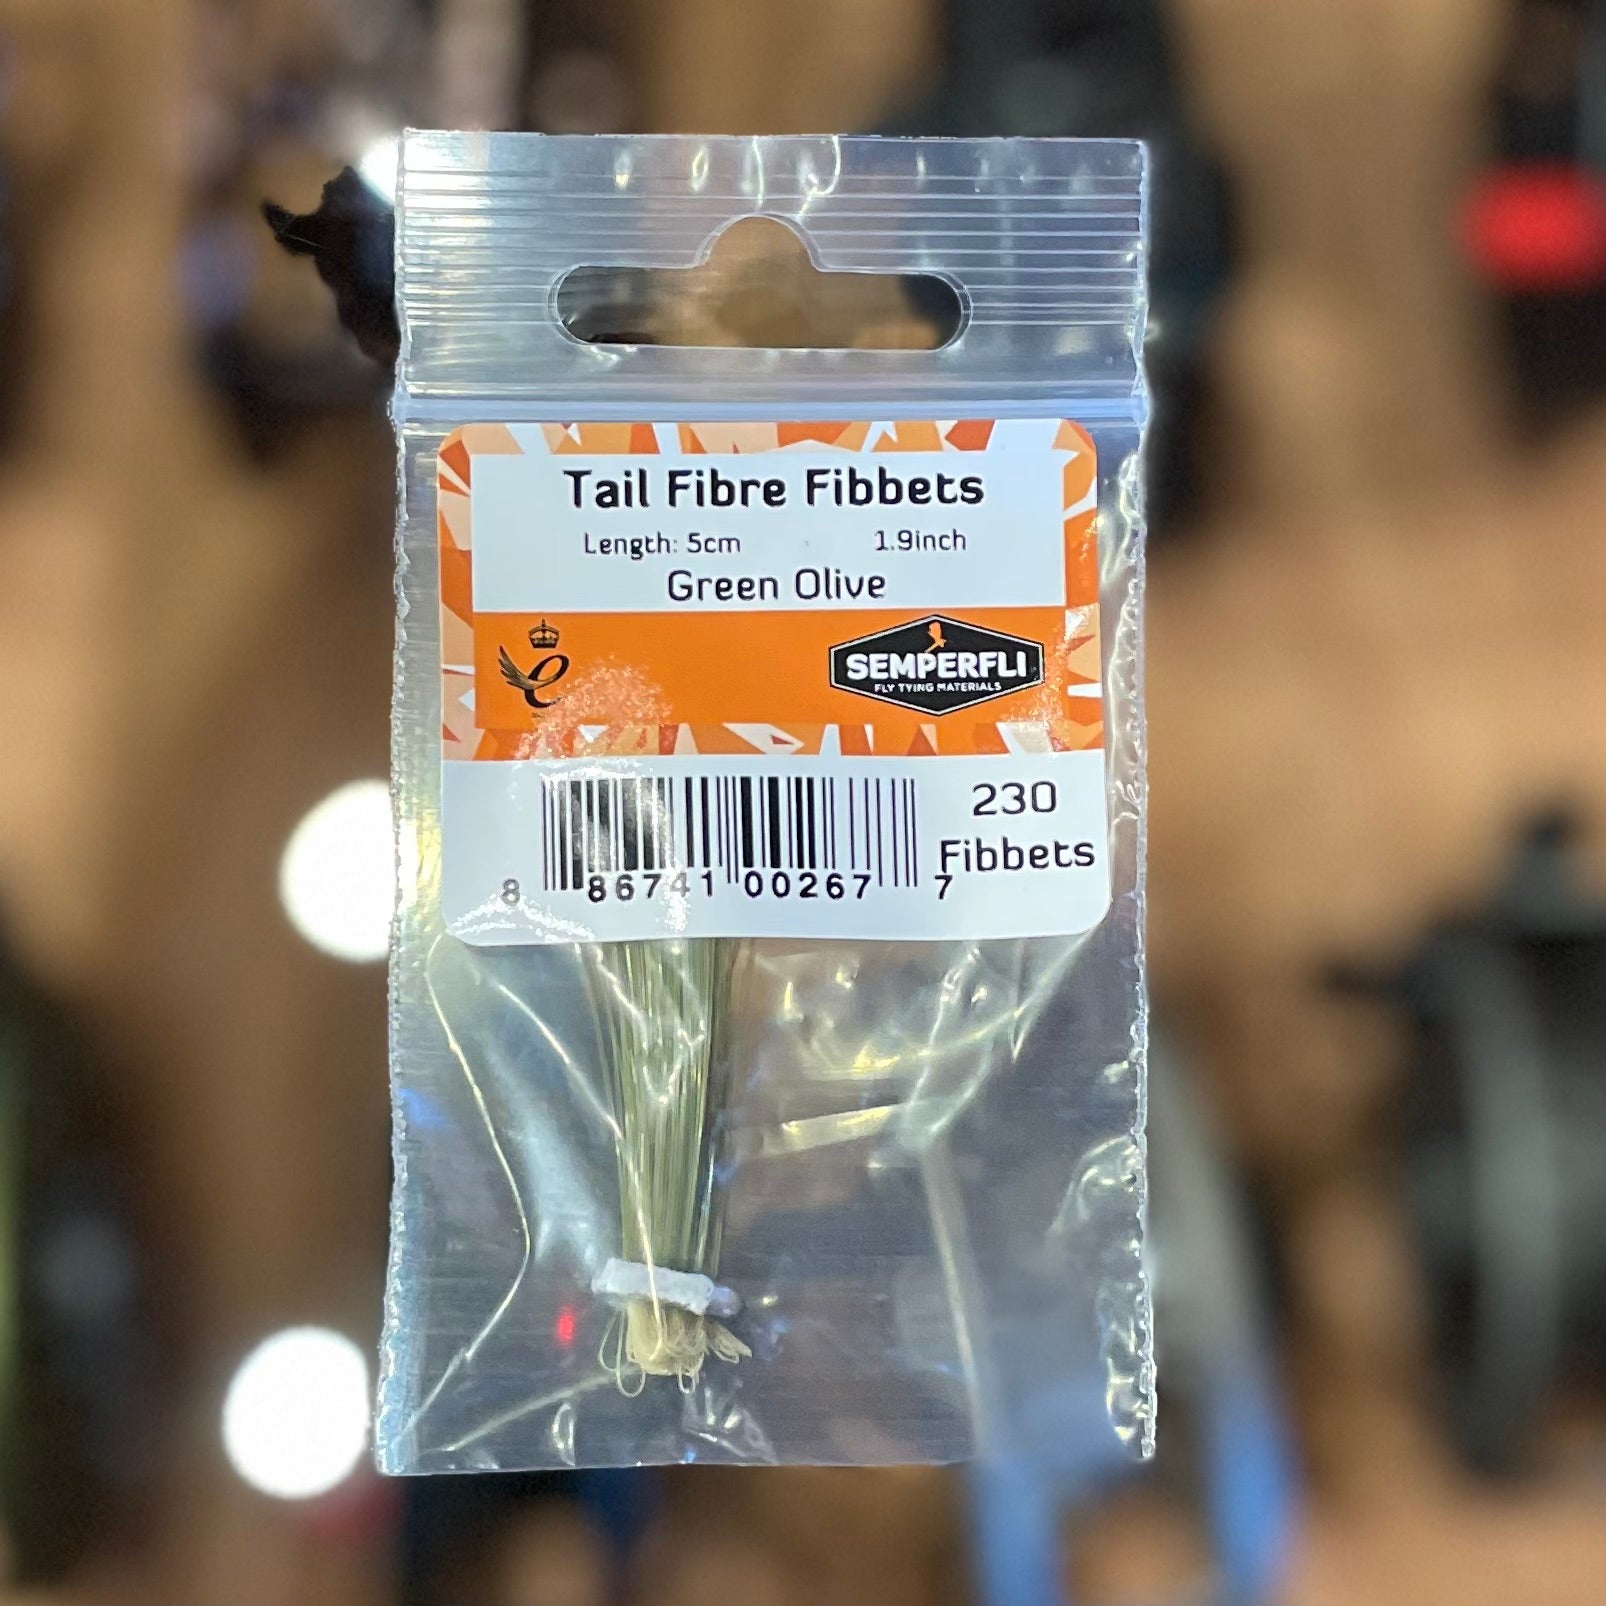 Tail Fibre Fibbets
Length: 5cm 1.9inch
Green Olive
SEMPERFLI
FLY TYING MATERIALS
230
Fibbets
8 86741 00267 7